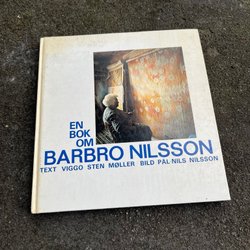 EN
BOK
OM
BARBRO NILSSON
TEXT VIGGO STEN MØLLER BILD PÅL-NILS NILSSON